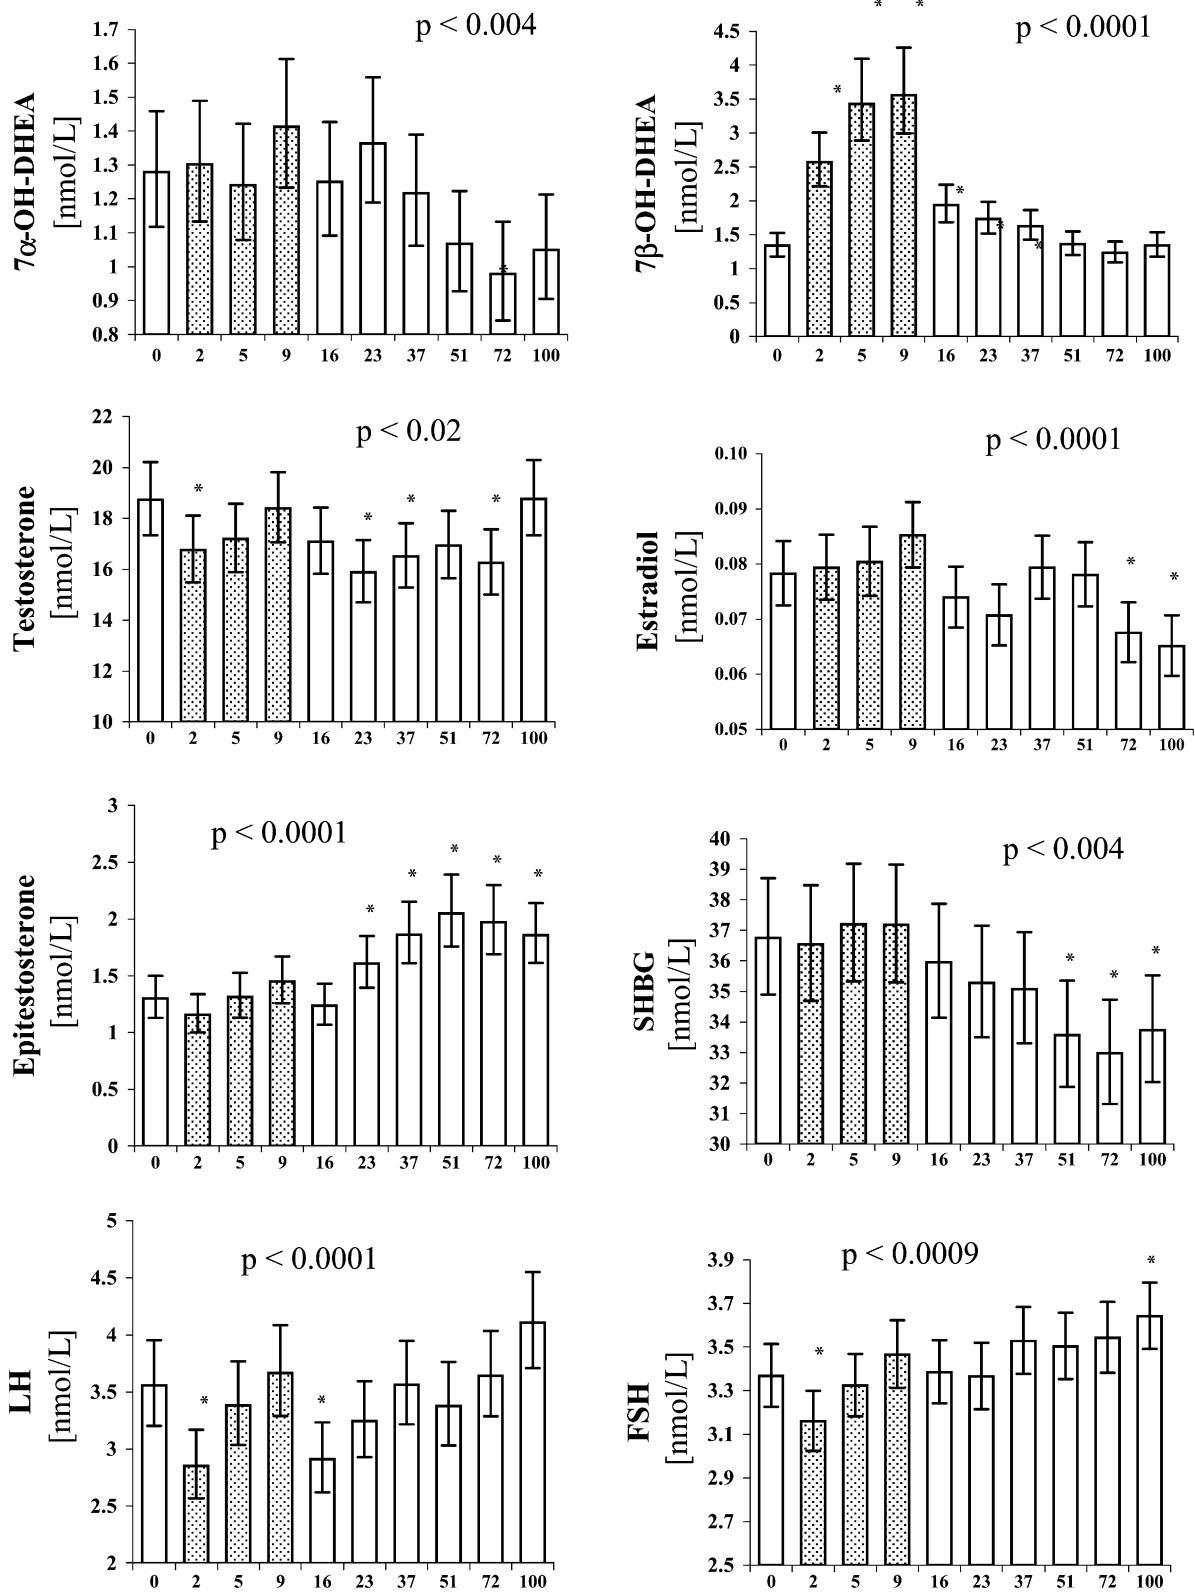 7α-OH-DHEA
[nmol/L]
p < 0.004
1.7
1.6
1.5
1.4
1.3
1.2
1.1
1
0.9
0.8
0 2 5 9 16 23 37 51 72 100
*
7β-OH-DHEA
[nmol/L]
* *
p < 0.0001
4.5
4
3.5
3
2.5
2
1.5
1
0.5
0
* * * *
0 2 5 9 16 23 37 51 72 100
Testosterone
[nmol/L]
p < 0.02
22
20
18
16
14
12
10
* * * *
0 2 5 9 16 23 37 51 72 100
Estradiol
[nmol/L]
p < 0.0001
0.10
0.09
0.08
0.07
0.06
0.05
* *
0 2 5 9 16 23 37 51 72 100
Epitestosterone
[nmol/L]
p < 0.0001
3
2.5
2
1.5
1
0.5
0
* * * * *
0 2 5 9 16 23 37 51 72 100
SHBG
[nmol/L]
p < 0.004
40
39
38
37
36
35
34
33
32
31
30
* * *
0 2 5 9 16 23 37 51 72 100
LH
[nmol/L]
p < 0.0001
5
4.5
4
3.5
3
2.5
2
* *
0 2 5 9 16 23 37 51 72 100
FSH
[nmol/L]
p < 0.0009
3.9
3.7
3.5
3.3
3.1
2.9
2.7
2.5
* *
0 2 5 9 16 23 37 51 72 100